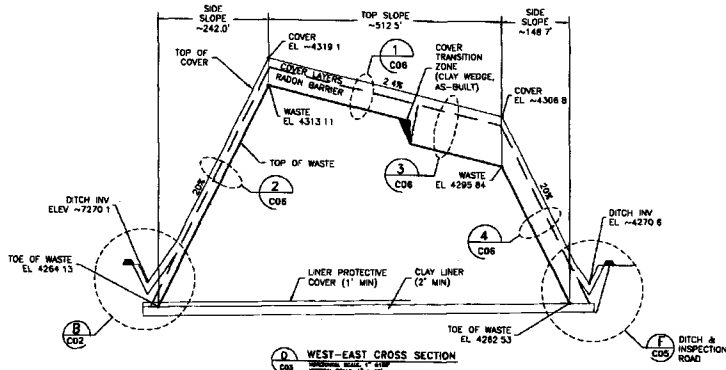 SIDE SLOPE ~242.0'
TOP SLOPE ~512.5'
SIDE SLOPE ~148.7'
COVER EL ~4319 1
TOP OF COVER
COVER LAYERS
RADON BARRIER
2.4%
1 C06
COVER TRANSITION ZONE (CLAY WEDGE, AS-BUILT)
COVER EL ~4306 8
WASTE EL 4313 11
TOP OF WASTE
20%
2 C06
3 C06
WASTE EL 4295 84
20%
4 C06
DITCH INV ELEV ~7270 1
DITCH INV EL ~4270 6
TOE OF WASTE EL 4264 13
LINER PROTECTIVE COVER (1' MIN)
CLAY LINER (2' MIN)
TOE OF WASTE EL 4262 53
B C02
F C05
DITCH & INSPECTION ROAD
D C03
WEST-EAST CROSS SECTION